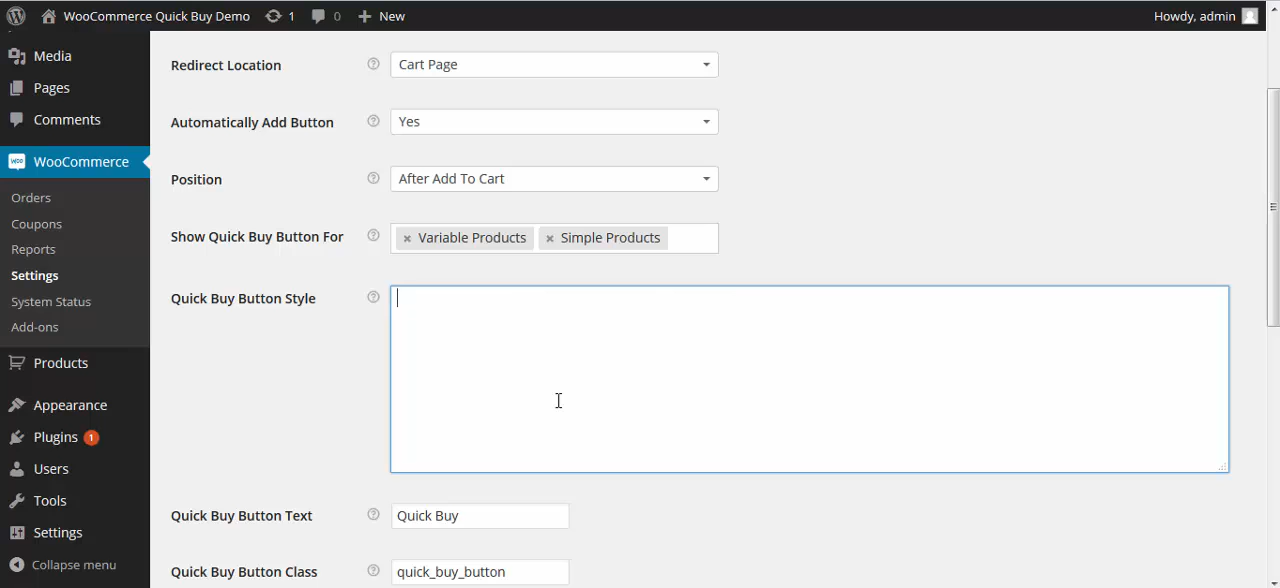 WooCommerce Quick Buy Demo 1 0 New Howdy, admin
Media
Pages
Comments
WooCommerce
Orders
Coupons
Reports
Settings
System Status
Add-ons
Products
Appearance
Plugins 1
Users
Tools
Settings
Collapse menu
Redirect Location Cart Page
Automatically Add Button Yes
Position After Add To Cart
Show Quick Buy Button For × Variable Products × Simple Products
Quick Buy Button Style
Quick Buy Button Text Quick Buy
Quick Buy Button Class quick_buy_button